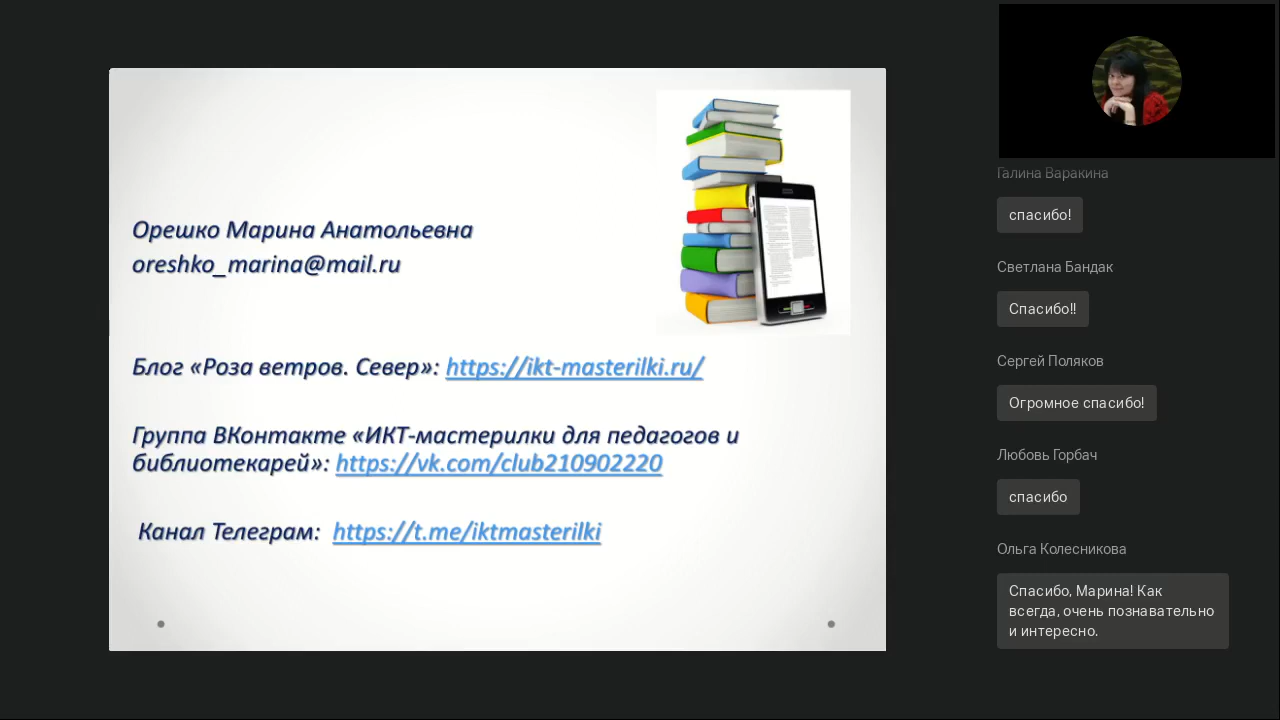 Орешко Марина Анатольевна
oreshko_marina@mail.ru
Блог «Роза ветров. Север»: https://ikt-masterilki.ru/
Группа ВКонтакте «ИКТ-мастерилки для педагогов и
библиотекарей»: https://vk.com/club210902220
Канал Телеграм: https://t.me/iktmasterilki
Галина Варакина
спасибо!
Светлана Бандак
Спасибо!!
Сергей Поляков
Огромное спасибо!
Любовь Горбач
спасибо
Ольга Колесникова
Спасибо, Марина! Как
всегда, очень познавательно
и интересно.